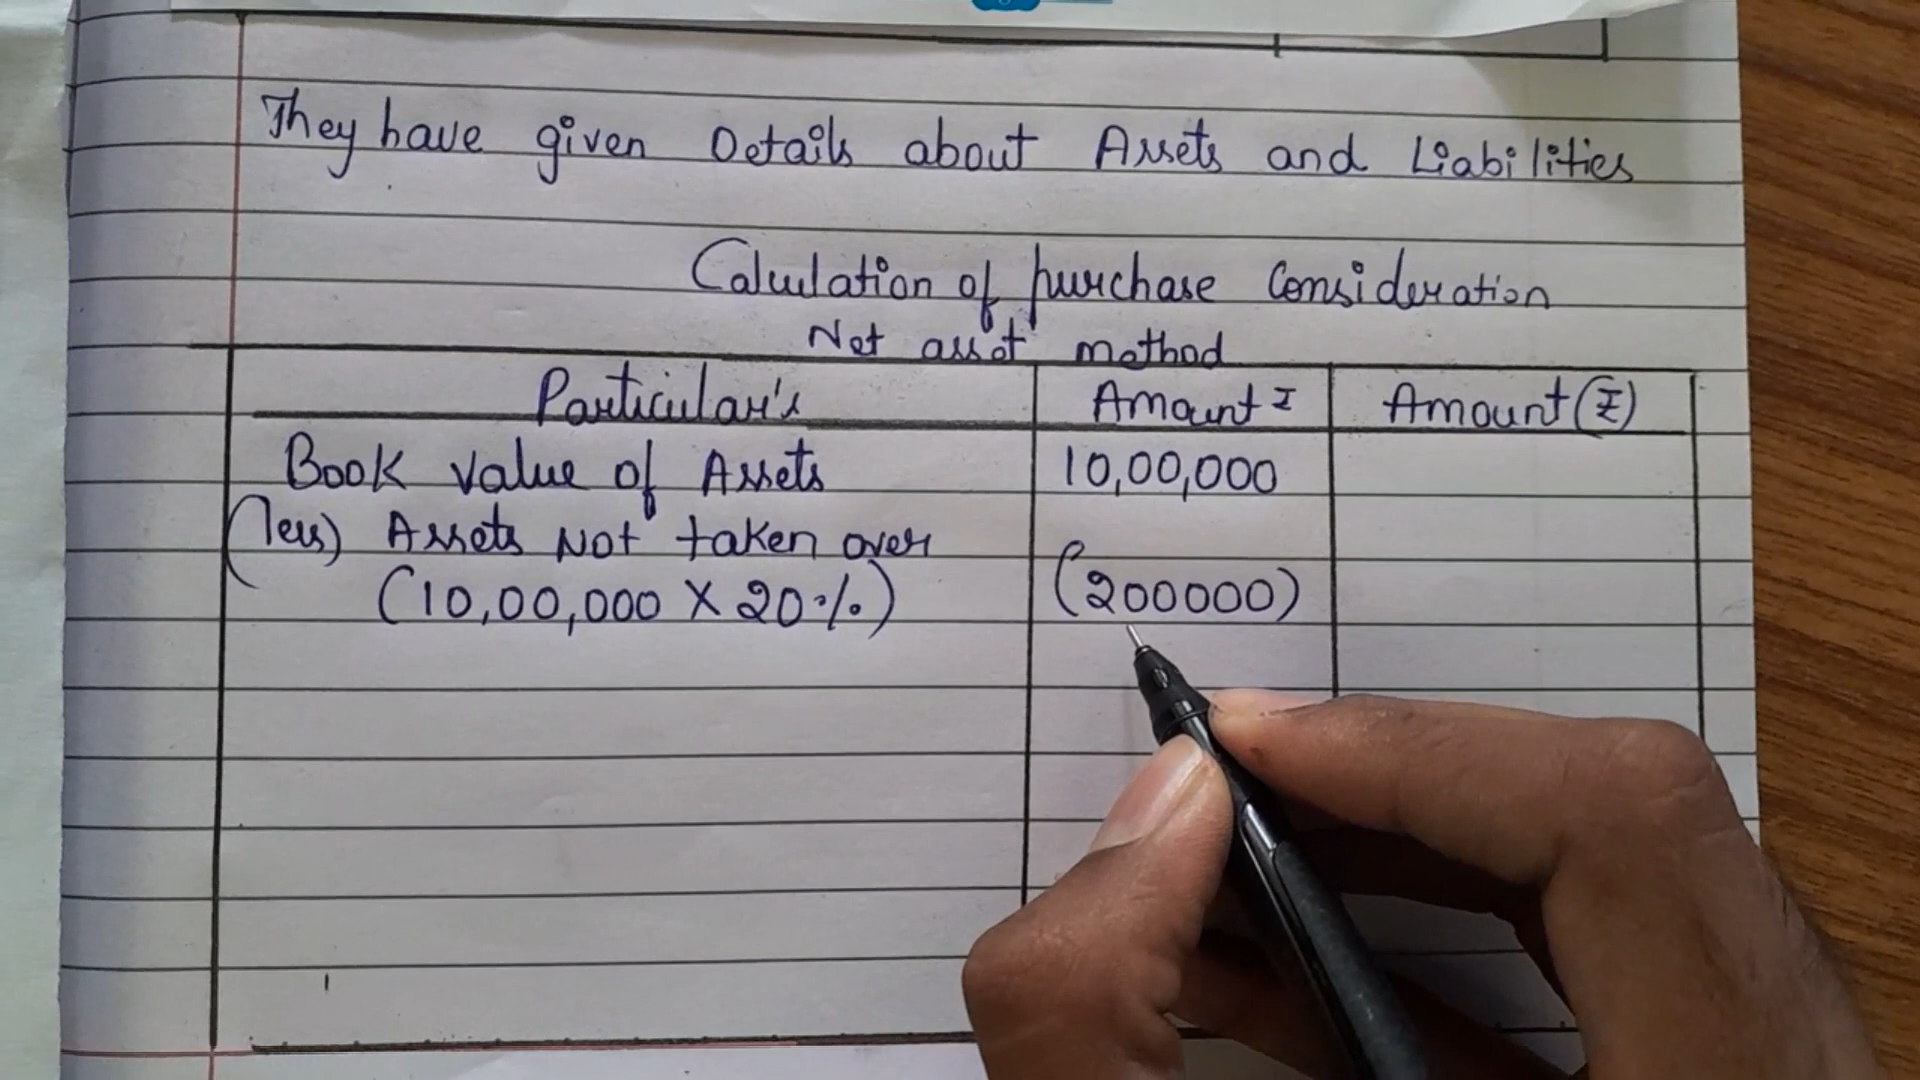 They have given Details about Assets and Liabilities
Calculation of purchase Consideration
Net asset method
Particular's Amount ₹ Amount (₹)
Book value of Assets 10,00,000
(less) Assets Not taken over
(10,00,000 X 20%) (200000)